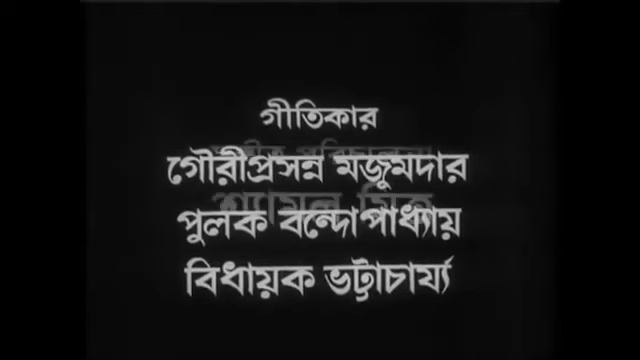 গীতিকার
গৌরীপ্রসন্ন মজুমদার
পুলক বন্দোপাধ্যায়
বিধায়ক ভট্টাচার্য্য